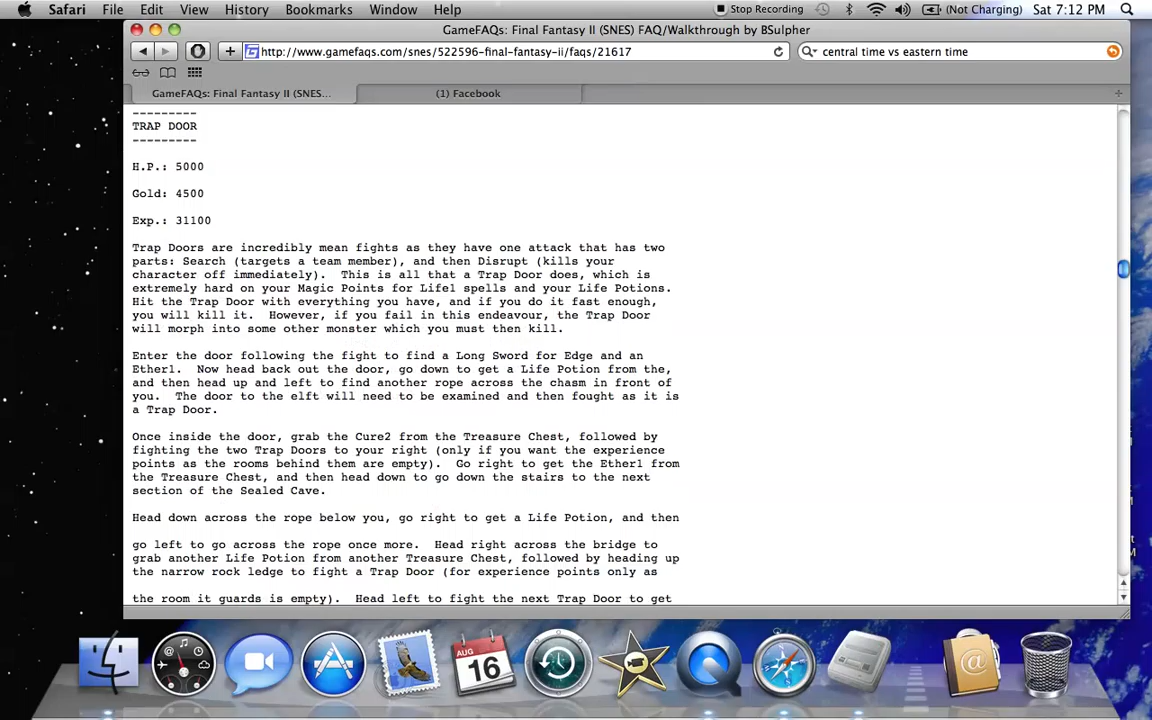 Safari File Edit View History Bookmarks Window Help Stop Recording (Not Charging) Sat 7:12 PM
GameFAQs: Final Fantasy II (SNES) FAQ/Walkthrough by BSulpher
http://www.gamefaqs.com/snes/522596-final-fantasy-ii/faqs/21617 central time vs eastern time
GameFAQs: Final Fantasy II (SNES... (1) Facebook
---------
TRAP DOOR
---------
H.P.: 5000
Gold: 4500
Exp.: 31100
Trap Doors are incredibly mean fights as they have one attack that has two
parts: Search (targets a team member), and then Disrupt (kills your
character off immediately). This is all that a Trap Door does, which is
extremely hard on your Magic Points for Life1 spells and your Life Potions.
Hit the Trap Door with everything you have, and if you do it fast enough,
you will kill it. However, if you fail in this endeavour, the Trap Door
will morph into some other monster which you must then kill.
Enter the door following the fight to find a Long Sword for Edge and an
Ether1. Now head back out the door, go down to get a Life Potion from the,
and then head up and left to find another rope across the chasm in front of
you. The door to the elft will need to be examined and then fought as it is
a Trap Door.
Once inside the door, grab the Cure2 from the Treasure Chest, followed by
fighting the two Trap Doors to your right (only if you want the experience
points as the rooms behind them are empty). Go right to get the Ether1 from
the Treasure Chest, and then head down to go down the stairs to the next
section of the Sealed Cave.
Head down across the rope below you, go right to get a Life Potion, and then
go left to go across the rope once more. Head right across the bridge to
grab another Life Potion from another Treasure Chest, followed by heading up
the narrow rock ledge to fight a Trap Door (for experience points only as
the room it guards is empty). Head left to fight the next Trap Door to get
AUG
16